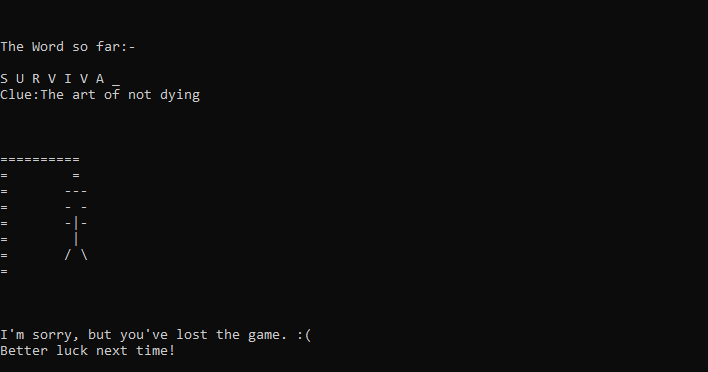 The Word so far:-
S U R V I V A _
Clue:The art of not dying
==========
=        =
=       ---
=       - -
=       -|-
=        |
=       / \
=
I'm sorry, but you've lost the game. :(
Better luck next time!